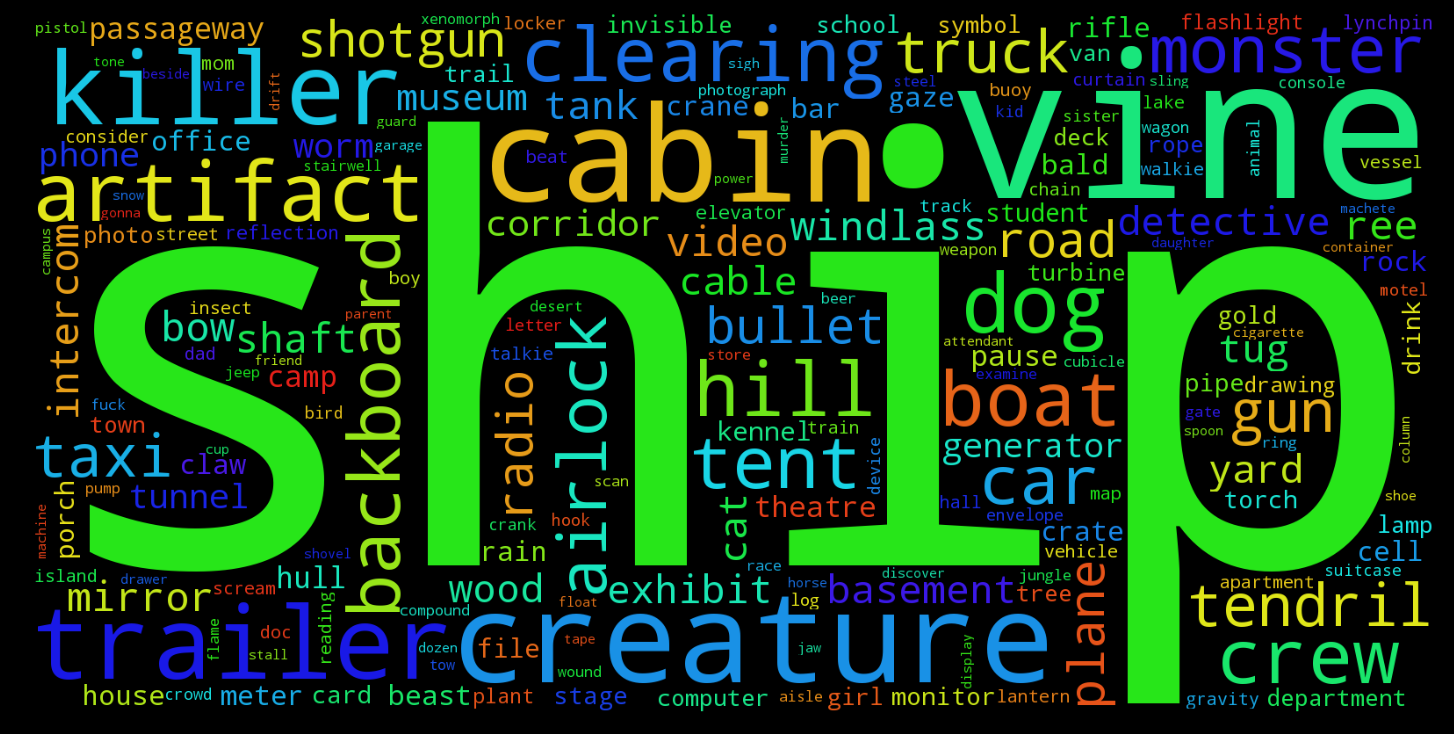 pistol
passageway
xenomorph
locker
invisible
school
symbol
rifle
flashlight
lynchpin
killer
tone
beside
mom
wire
drift
shotgun
trail
clearing
sigh
truck
van
monster
museum
tank
photograph
crane
bar
gaze
steel
buoy
kid
curtain
sling
console
lake
consider
office
guard
garage
worm
stairwell
phone
beat
cabin
power
murder
vine
sister
deck
bald
chain
wagon
rope
walkie
animal
vessel
artifact
snow
gonna
photo
street
reflection
campus
intercom
backboard
boy
corridor
elevator
video
windlass
track
student
weapon
road
detective
daughter
machete
ree
container
rock
ship
insect
bow
shaft
parent
dad
friend
jeep
camp
bird
desert
letter
talkie
radio
airlock
cable
turbine
beer
bullet
store
dog
attendant
pause
cubicle
examine
motel
gold
cigarette
tug
drink
pipe
drawing
gate
gun
spoon
ring
column
fuck
town
taxi
cup
claw
pump
tunnel
porch
machine
hill
kennel
train
tent
device
scan
boat
generator
car
map
hall
envelope
yard
torch
shoe
crank
hook
rain
cat
theatre
crate
vehicle
lamp
cell
suitcase
island
drawer
shovel
scream
hull
mirror
wood
exhibit
race
horse
log
discover
basement
jungle
tree
plane
apartment
tendril
trailer
flame
doc
stall
reading
compound
dozen
tow
creature
file
float
tape
wound
jaw
display
crew
house
crowd
meter
card
beast
plant
stage
computer
aisle
girl
monitor
lantern
gravity
department